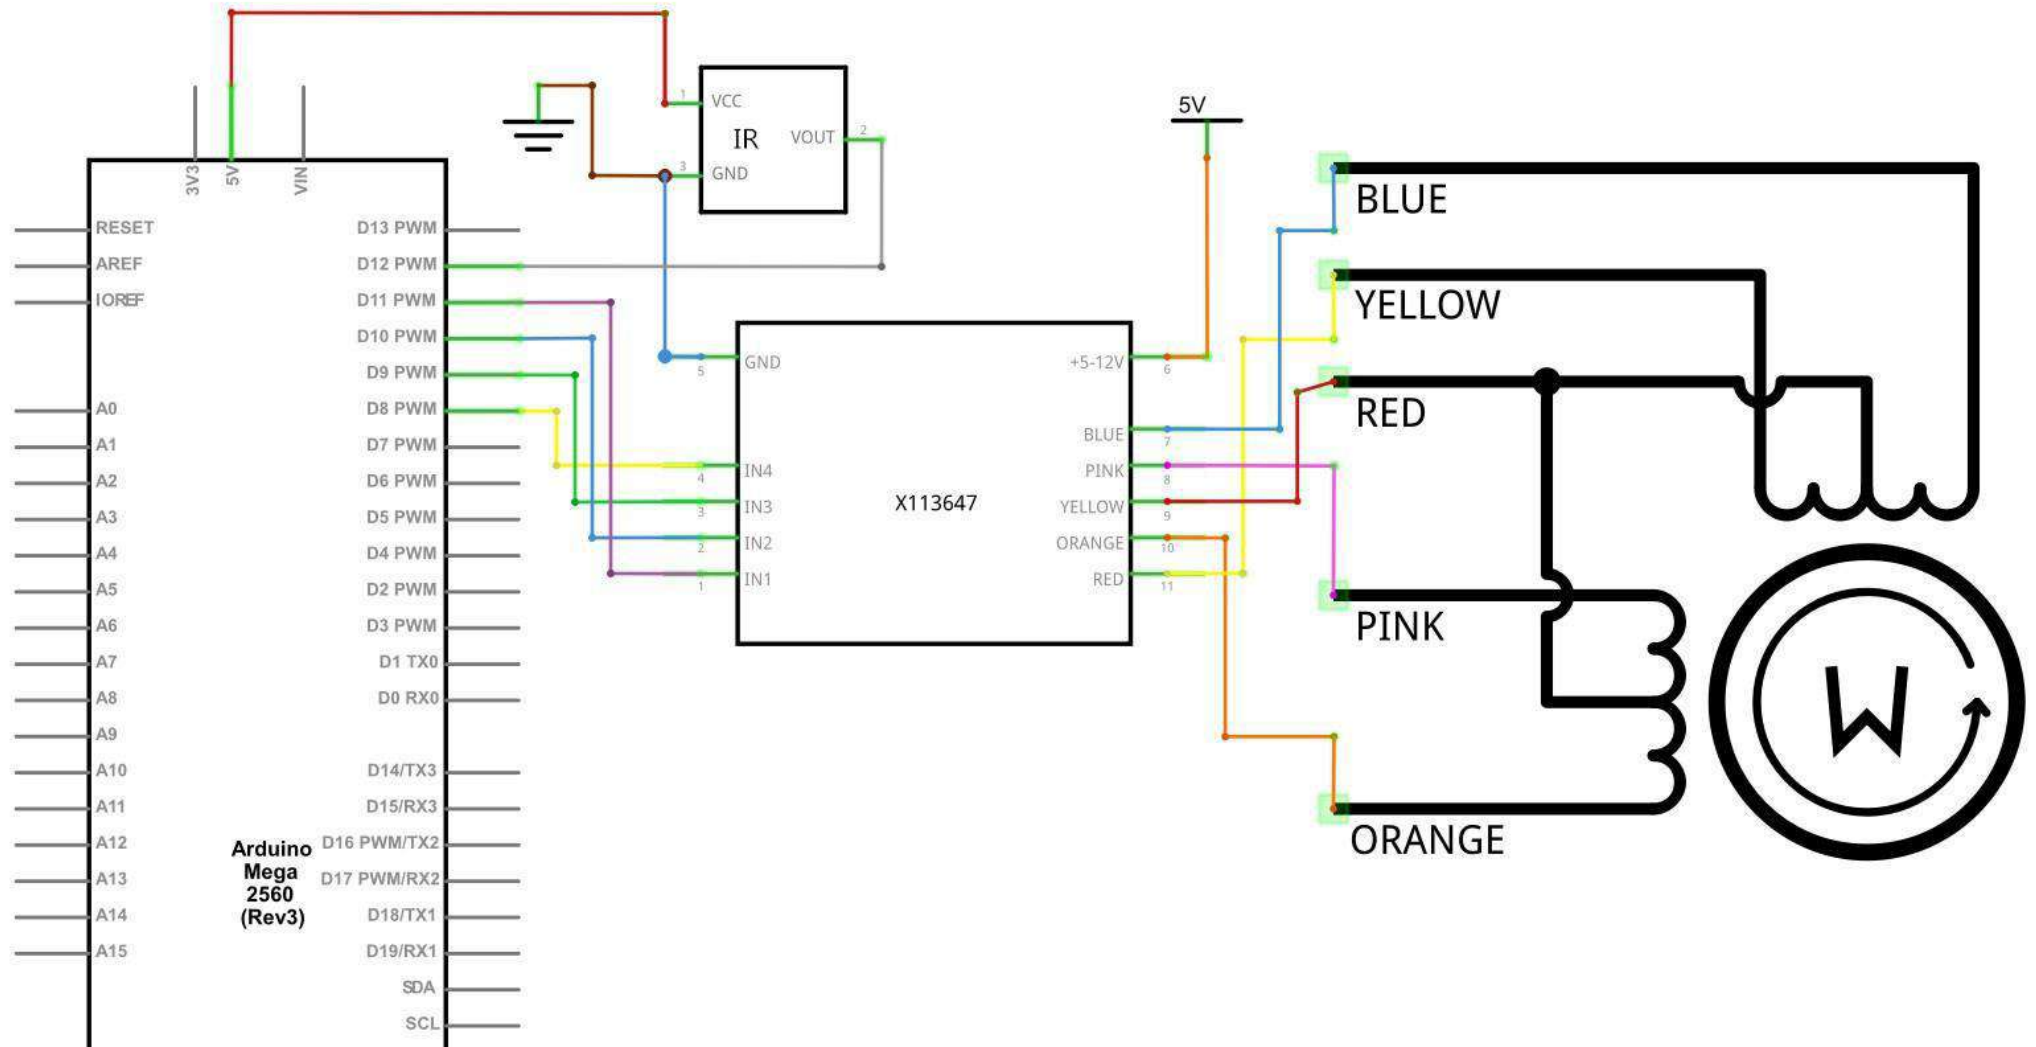 3V3
5V
VIN
RESET
AREF
IOREF
A0
A1
A2
A3
A4
A5
A6
A7
A8
A9
A10
A11
A12
A13
A14
A15
D13 PWM
D12 PWM
D11 PWM
D10 PWM
D9 PWM
D8 PWM
D7 PWM
D6 PWM
D5 PWM
D4 PWM
D2 PWM
D3 PWM
D1 TX0
D0 RX0
D14/TX3
D15/RX3
D16 PWM/TX2
D17 PWM/RX2
D18/TX1
D19/RX1
SDA
SCL
Arduino
Mega
2560
(Rev3)
1 VCC
IR
VOUT 2
3 GND
GND
5
IN4
4
IN3
3
IN2
2
IN1
1
X113647
+5-12V
6
BLUE
7
PINK
8
YELLOW
9
ORANGE
10
RED
11
5V
BLUE
YELLOW
RED
PINK
ORANGE
W